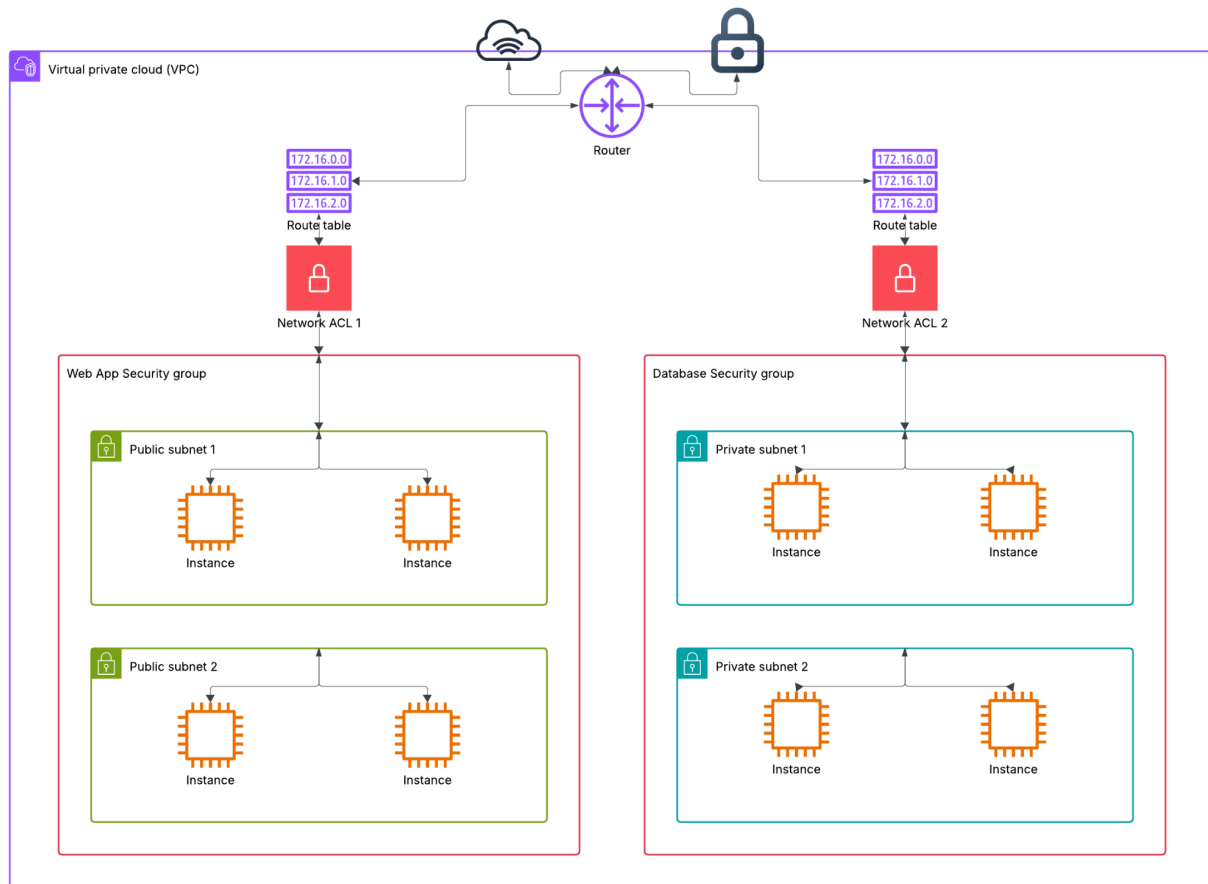 Virtual private cloud (VPC)
Router
172.16.0.0
172.16.1.0
172.16.2.0
Route table
172.16.0.0
172.16.1.0
172.16.2.0
Route table
Network ACL 1
Network ACL 2
Web App Security group
Public subnet 1
Instance
Instance
Public subnet 2
Instance
Instance
Database Security group
Private subnet 1
Instance
Instance
Private subnet 2
Instance
Instance